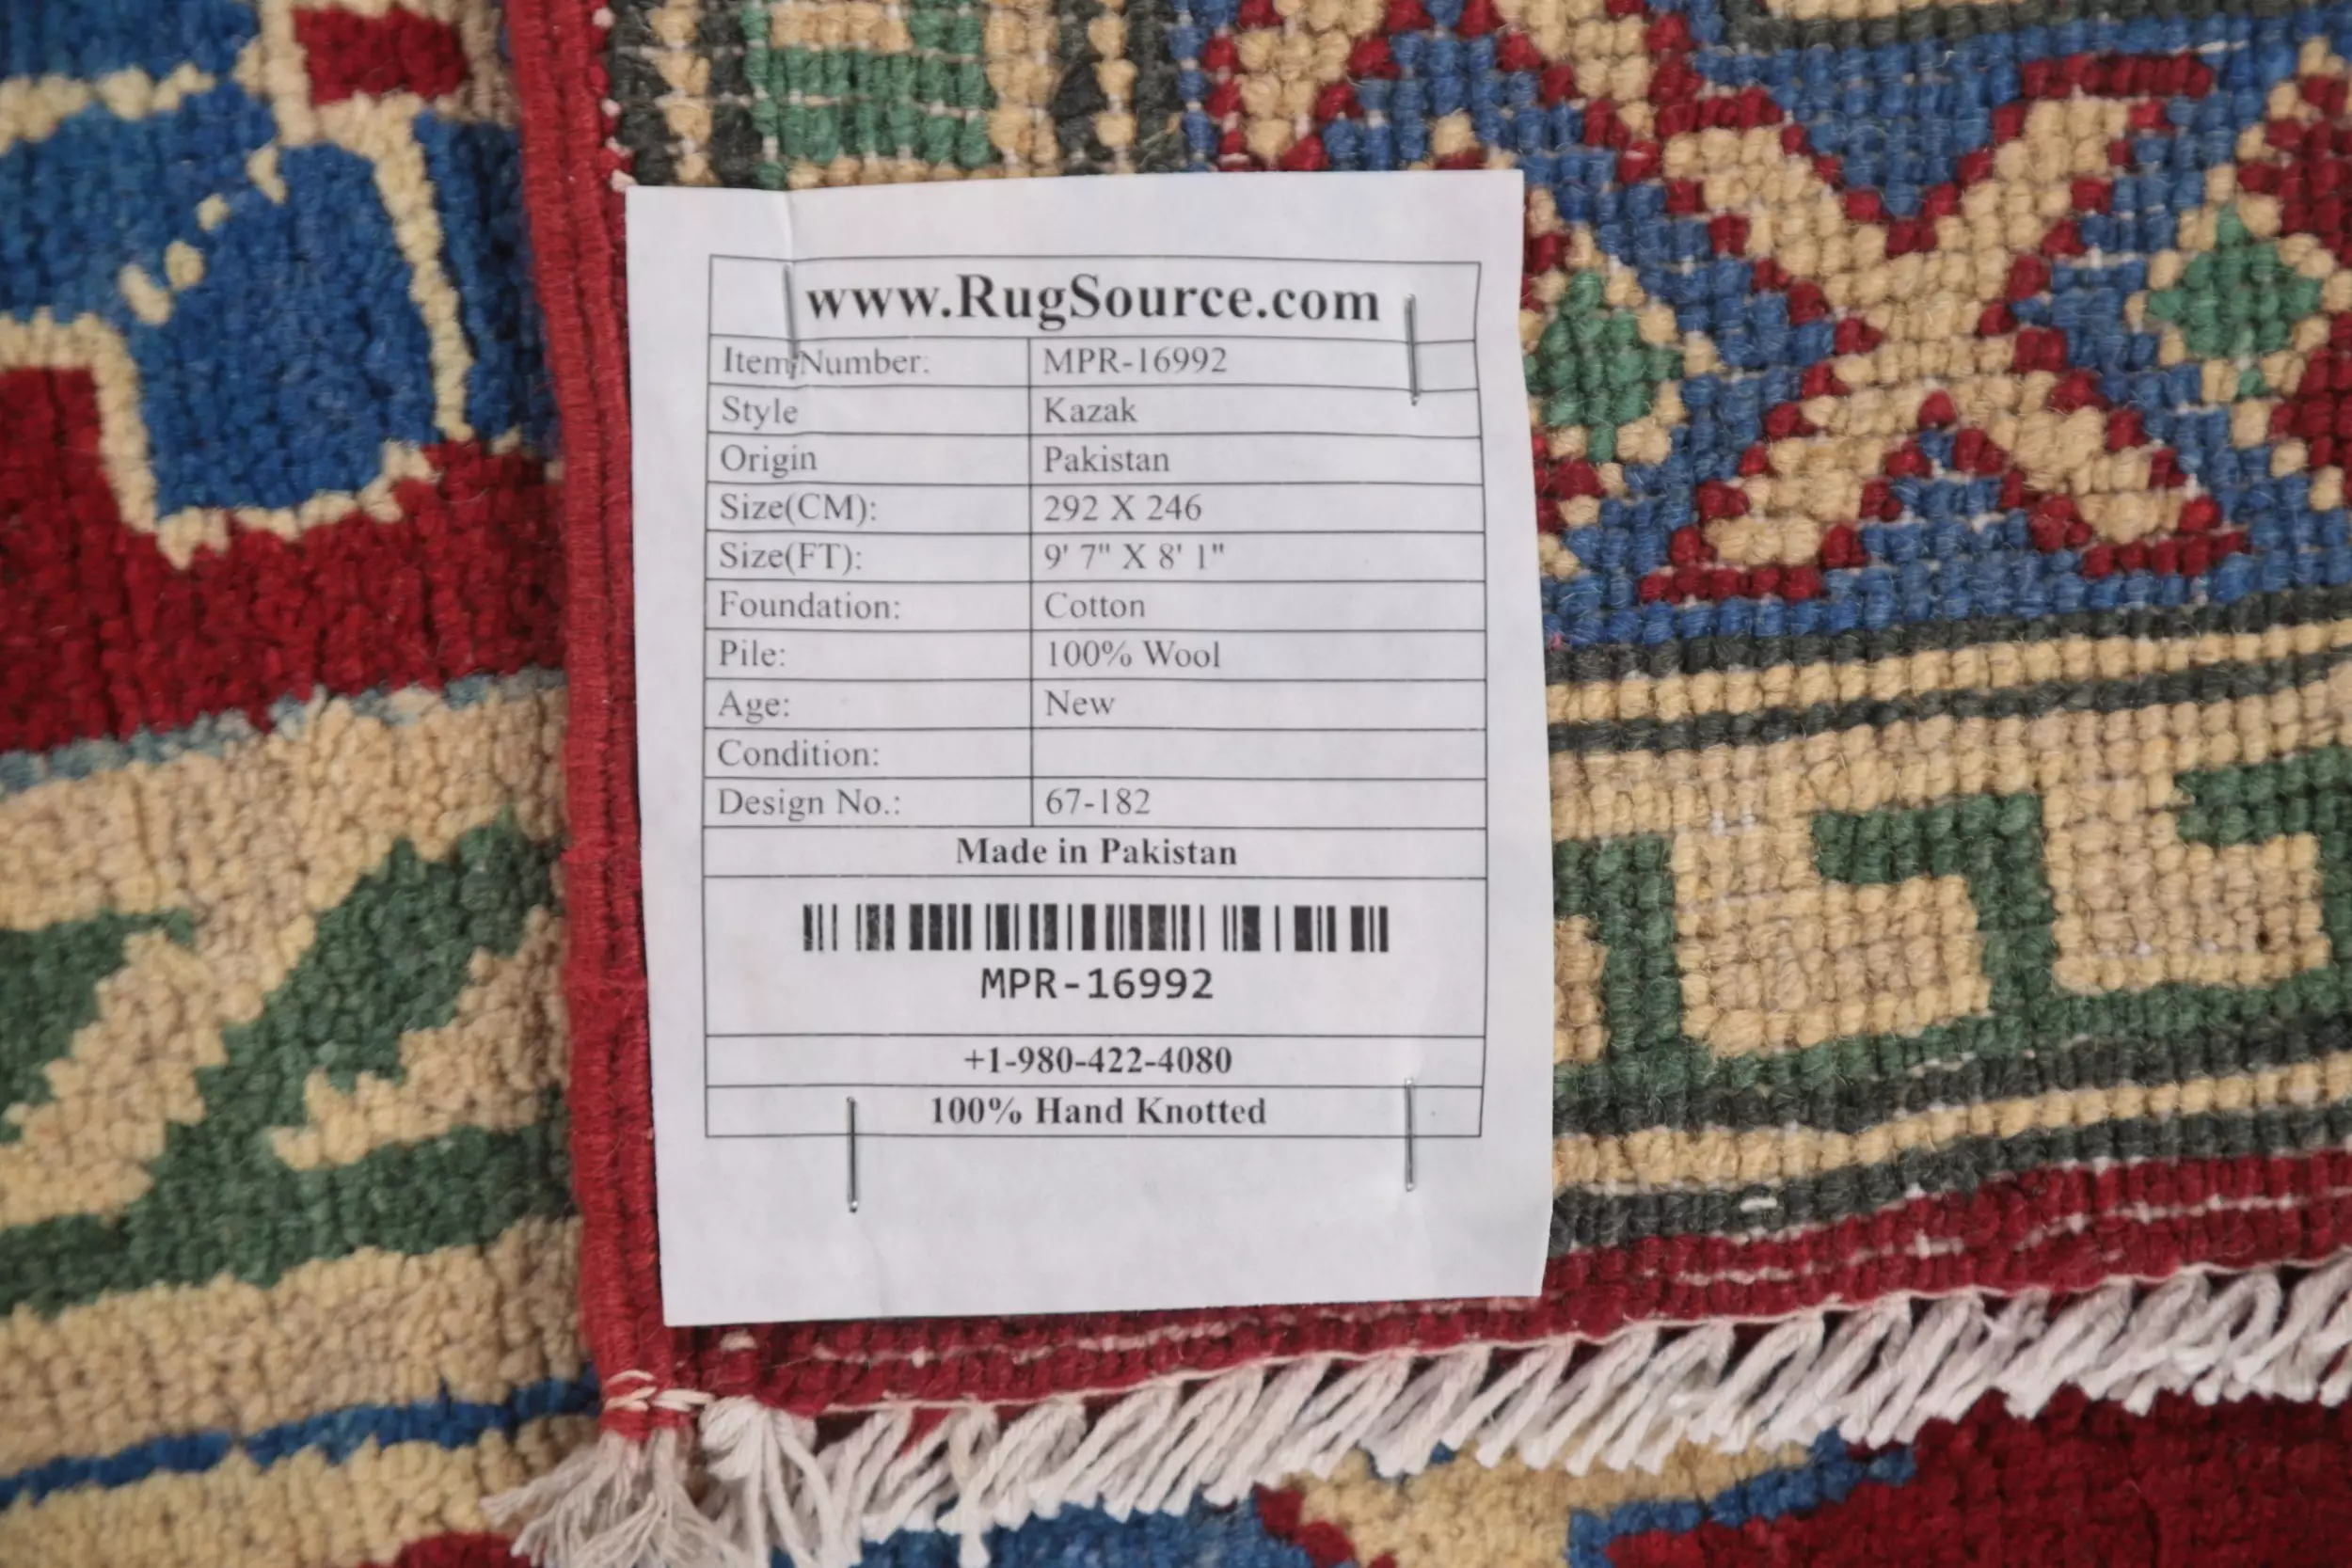 www.RugSource.com
Item Number: MPR-16992
Style Kazak
Origin Pakistan
Size(CM): 292 X 246
Size(FT): 9' 7" X 8' 1"
Foundation: Cotton
Pile: 100% Wool
Age: New
Condition:
Design No.: 67-182
Made in Pakistan
MPR-16992
+1-980-422-4080
100% Hand Knotted